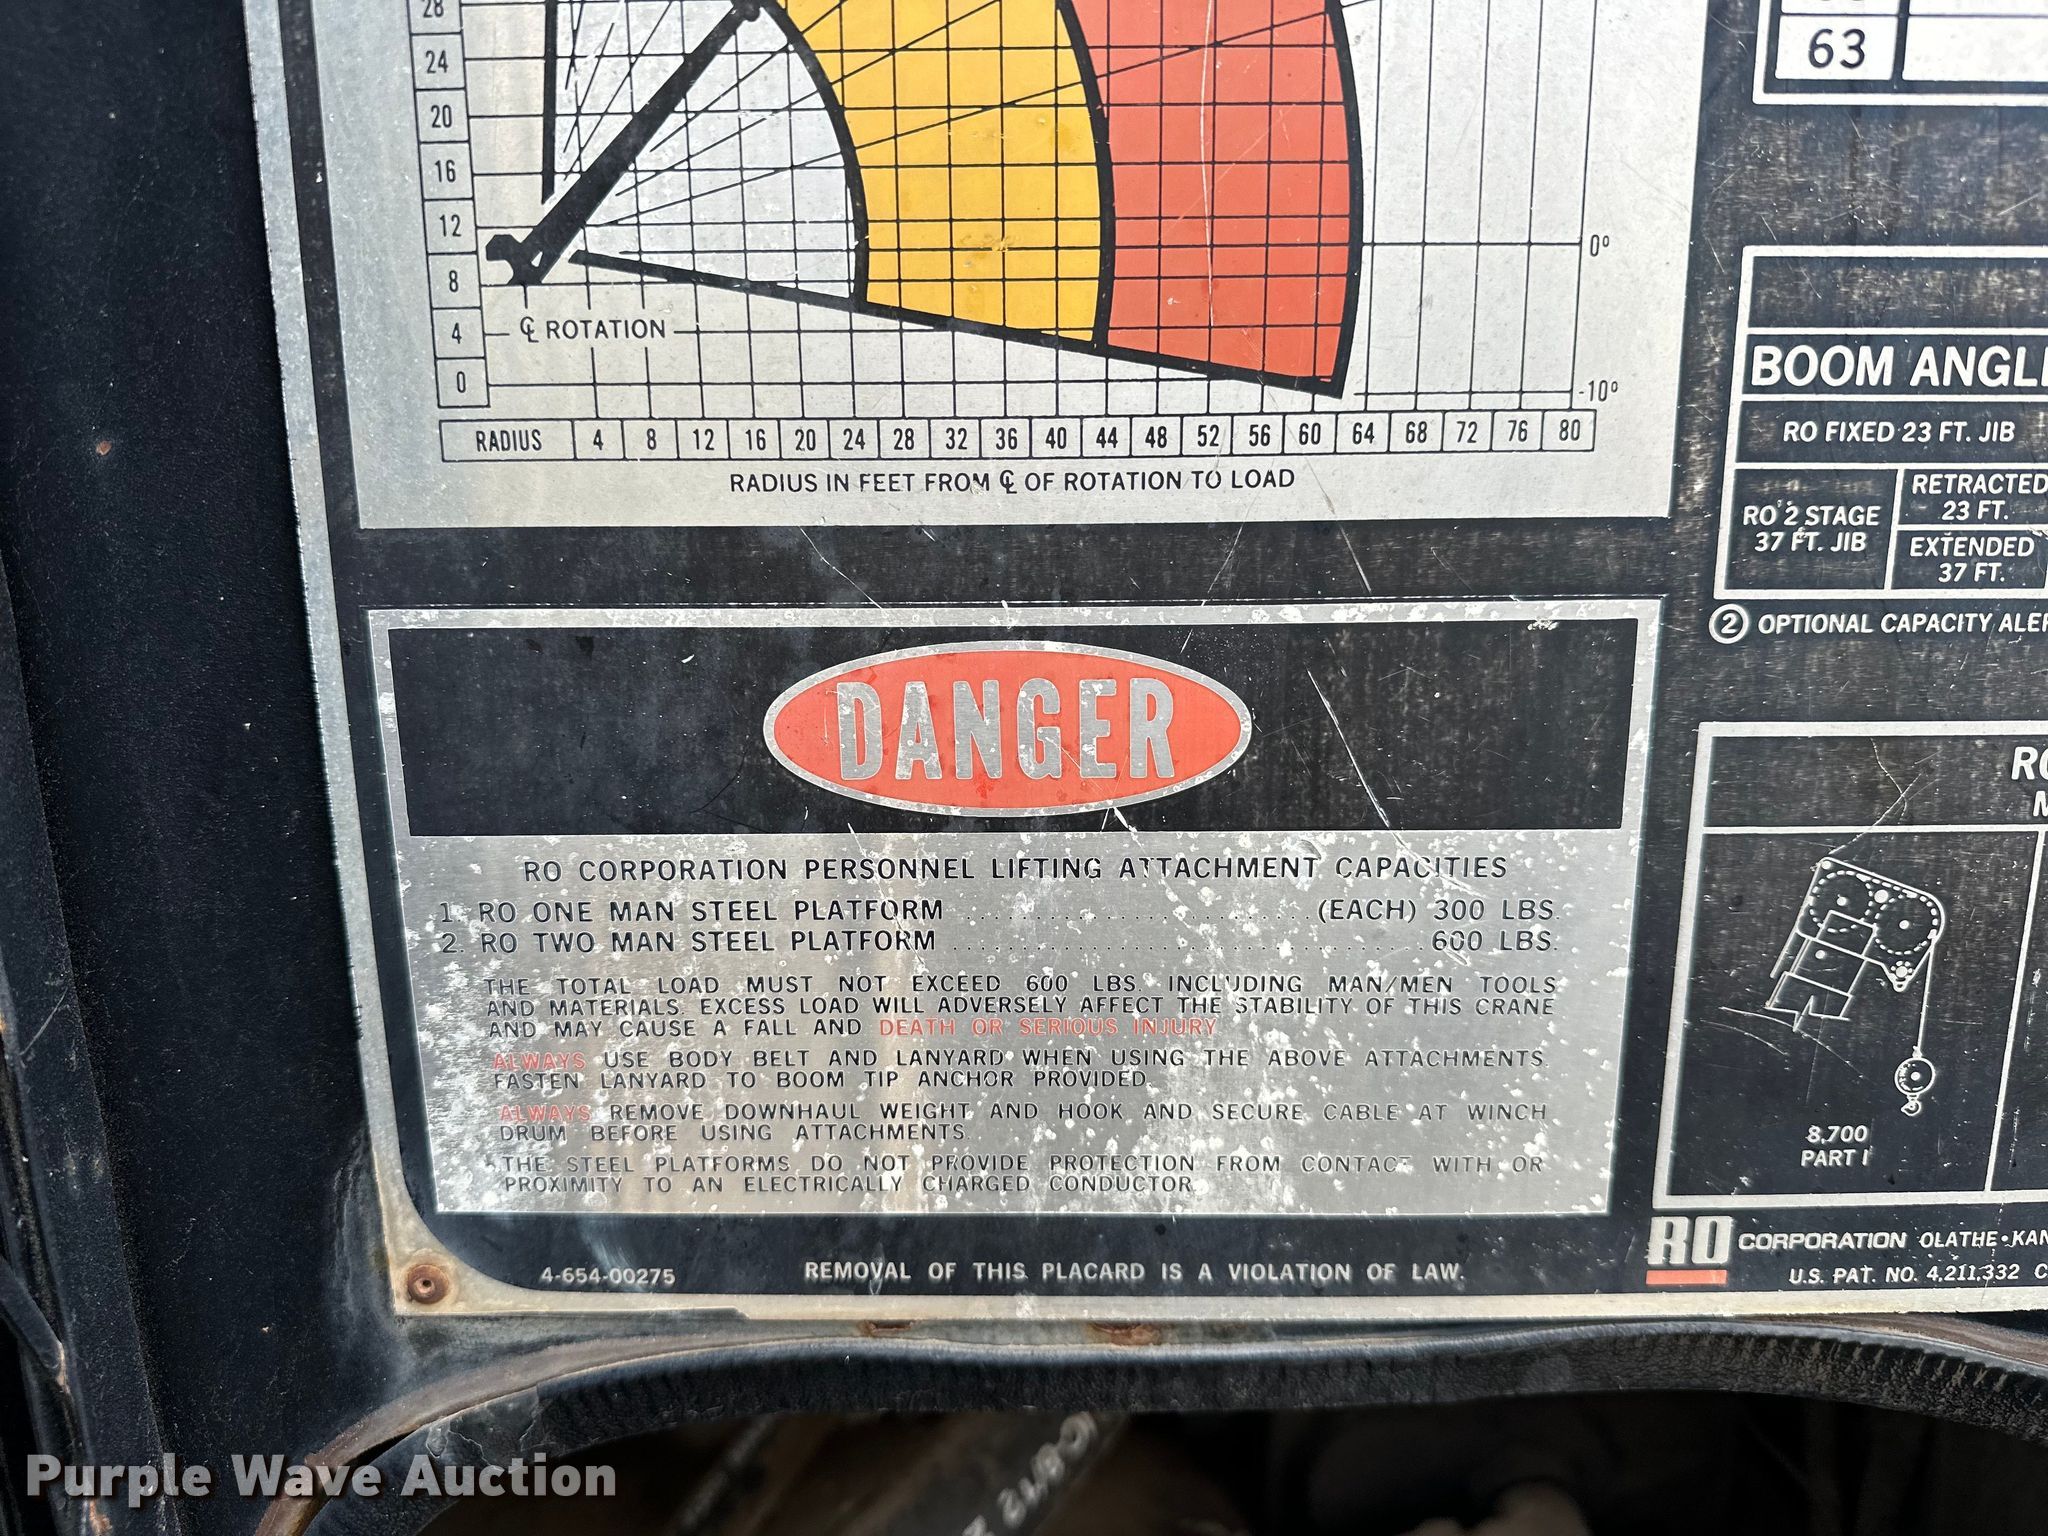 28
24
20
16
12
8
4
0
℄ ROTATION
0°
-10°
RADIUS 4 8 12 16 20 24 28 32 36 40 44 48 52 56 60 64 68 72 76 80
RADIUS IN FEET FROM ℄ OF ROTATION TO LOAD
63
BOOM ANGLE
RO FIXED 23 FT. JIB
RO 2 STAGE
37 FT. JIB
RETRACTED
23 FT.
EXTENDED
37 FT.
② OPTIONAL CAPACITY ALER
DANGER
RO CORPORATION PERSONNEL LIFTING ATTACHMENT CAPACITIES
1. RO ONE MAN STEEL PLATFORM ............................ (EACH) 300 LBS.
2. RO TWO MAN STEEL PLATFORM ....................................... 600 LBS.
THE TOTAL LOAD MUST NOT EXCEED 600 LBS. INCLUDING MAN/MEN TOOLS
AND MATERIALS. EXCESS LOAD WILL ADVERSELY AFFECT THE STABILITY OF THIS CRANE
AND MAY CAUSE A FALL AND DEATH OR SERIOUS INJURY.
ALWAYS USE BODY BELT AND LANYARD WHEN USING THE ABOVE ATTACHMENTS.
FASTEN LANYARD TO BOOM TIP ANCHOR PROVIDED.
ALWAYS REMOVE DOWNHAUL WEIGHT AND HOOK AND SECURE CABLE AT WINCH
DRUM BEFORE USING ATTACHMENTS.
*THE STEEL PLATFORMS DO NOT PROVIDE PROTECTION FROM CONTACT WITH OR
PROXIMITY TO AN ELECTRICALLY CHARGED CONDUCTOR.
4-654-00275
REMOVAL OF THIS PLACARD IS A VIOLATION OF LAW.
RO
M
8,700
PART I
RO CORPORATION OLATHE•KAN
U.S. PAT. NO. 4,211,332 C
Purple Wave Auction